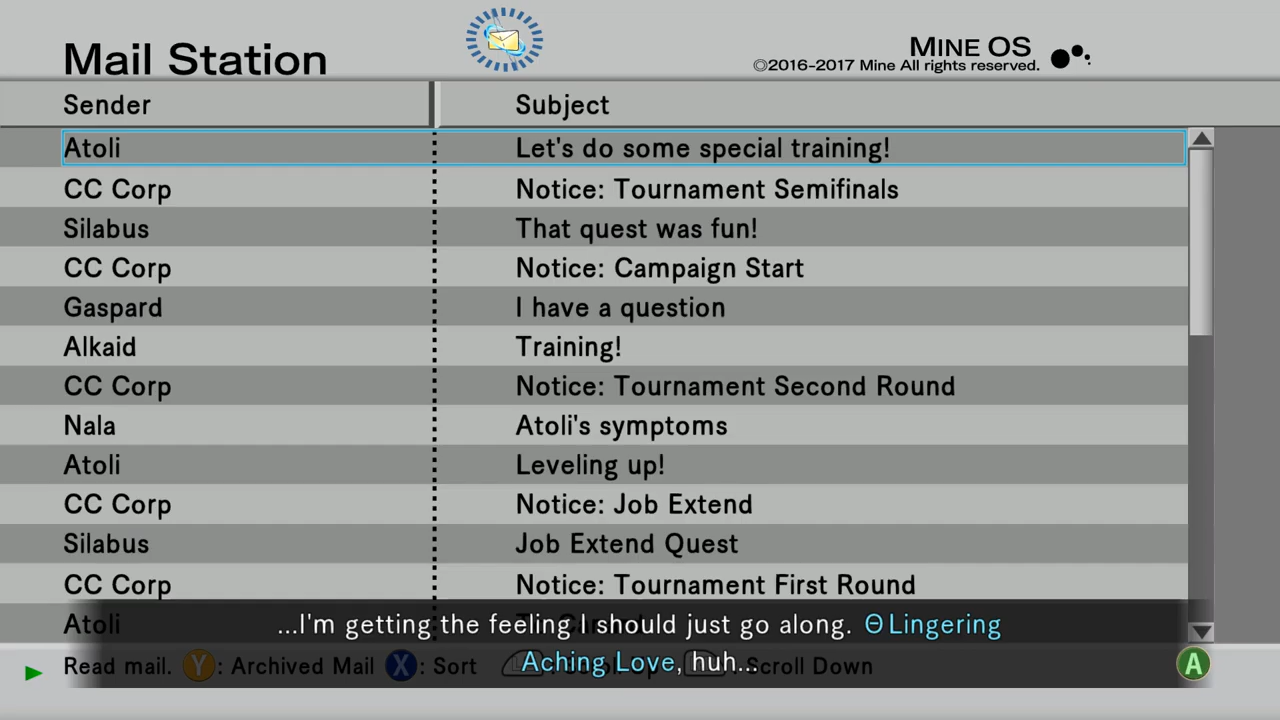 Mail Station
MINE OS
©2016-2017 Mine All rights reserved.
Sender Subject
Atoli Let's do some special training!
CC Corp Notice: Tournament Semifinals
Silabus That quest was fun!
CC Corp Notice: Campaign Start
Gaspard I have a question
Alkaid Training!
CC Corp Notice: Tournament Second Round
Nala Atoli's symptoms
Atoli Leveling up!
CC Corp Notice: Job Extend
Silabus Job Extend Quest
CC Corp Notice: Tournament First Round
Atoli
...I'm getting the feeling I should just go along. ΘLingering
Aching Love, huh...
Read mail. Y: Archived Mail X: Sort Scroll Down
A